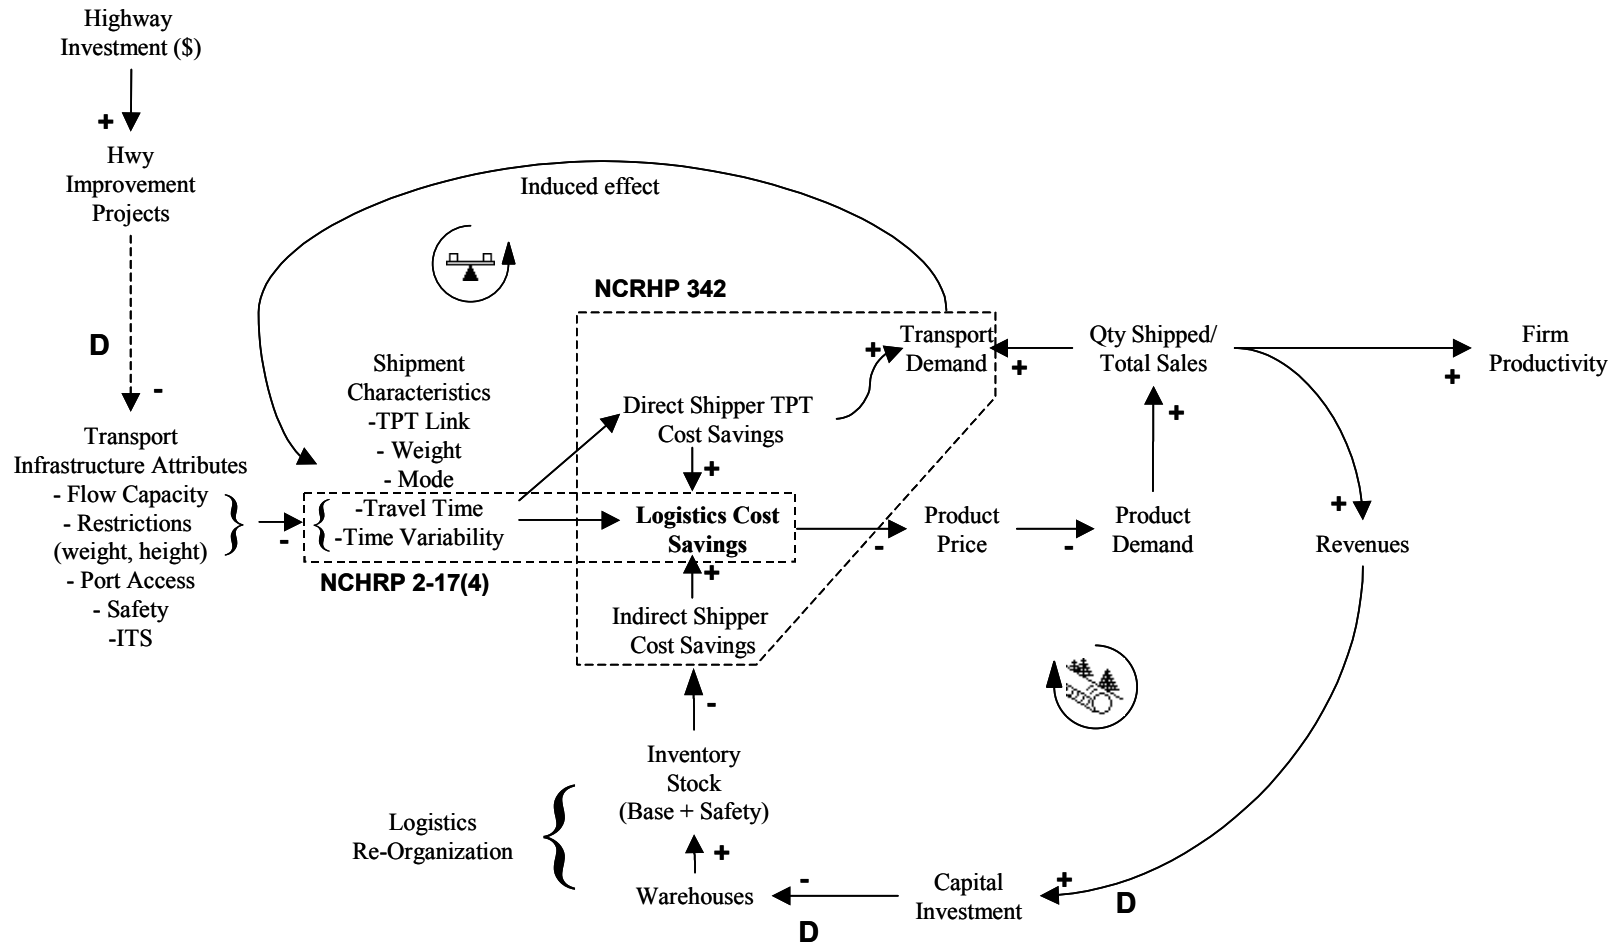 Highway
Investment ($)
+
Hwy
Improvement
Projects
D
-
Transport
Infrastructure Attributes
- Flow Capacity
- Restrictions
(weight, height)
- Port Access
- Safety
-ITS
-
Induced effect
Shipment
Characteristics
-TPT Link
- Weight
- Mode
-Travel Time
-Time Variability
NCHRP 2-17(4)
NCRHP 342
Direct Shipper TPT
Cost Savings
+
Logistics Cost
Savings
+
Indirect Shipper
Cost Savings
-
Inventory
Stock
(Base + Safety)
+
Warehouses
Logistics
Re-Organization
+
Transport
Demand
+
Qty Shipped/
Total Sales
+
Firm
Productivity
+
-
Product
Price
-
Product
Demand
+
Revenues
+
D
Capital
Investment
-
D